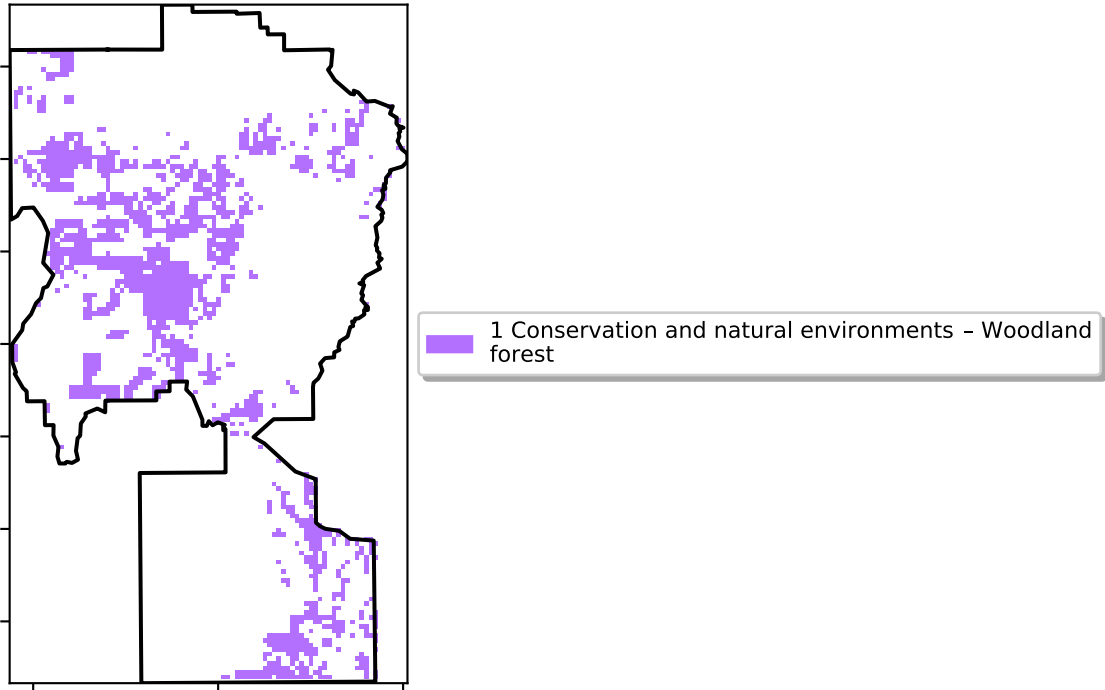 1 Conservation and natural environments – Woodland
forest